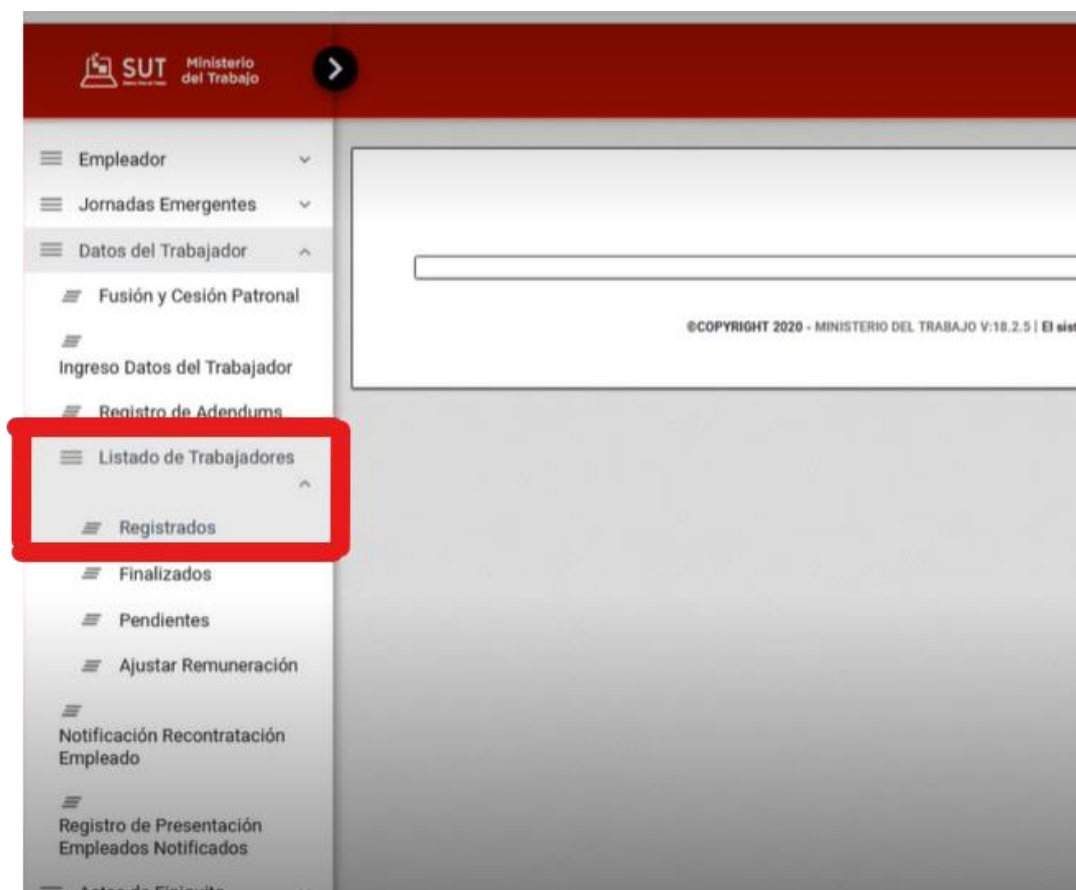 SUT Ministerio
del Trabajo
Empleador
Jornadas Emergentes
Datos del Trabajador
Fusión y Cesión Patronal
Ingreso Datos del Trabajador
Registro de Adendums
Listado de Trabajadores
Registrados
Finalizados
Pendientes
Ajustar Remuneración
Notificación Recontratación
Empleado
Registro de Presentación
Empleados Notificados
©COPYRIGHT 2020 - MINISTERIO DEL TRABAJO V:18.2.5 | El